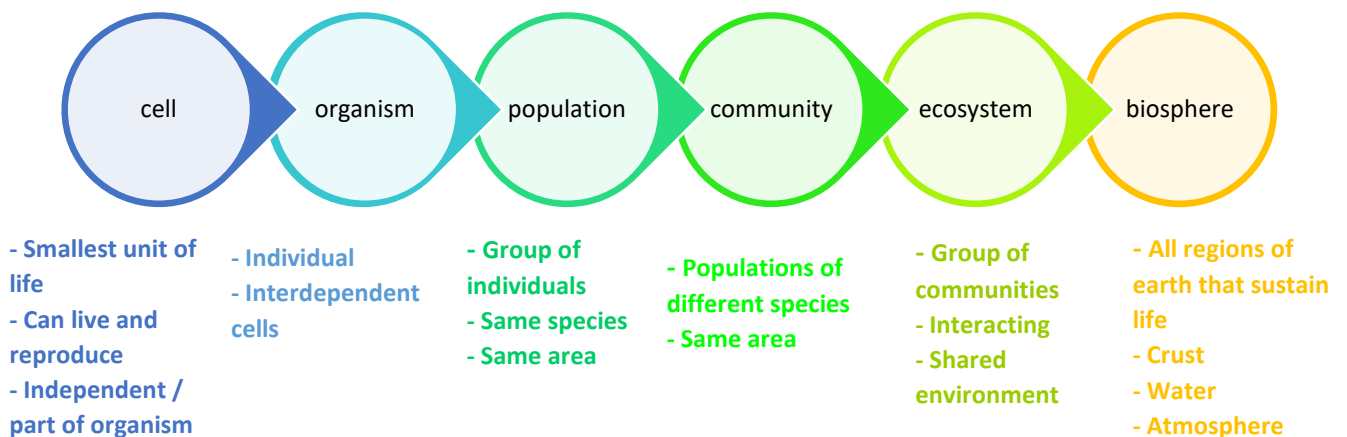 cell
organism
population
community
ecosystem
biosphere
- Smallest unit of
life
- Can live and
reproduce
- Independent /
part of organism
- Individual
- Interdependent
cells
- Group of
individuals
- Same species
- Same area
- Populations of
different species
- Same area
- Group of
communities
- Interacting
- Shared
environment
- All regions of
earth that sustain
life
- Crust
- Water
- Atmosphere